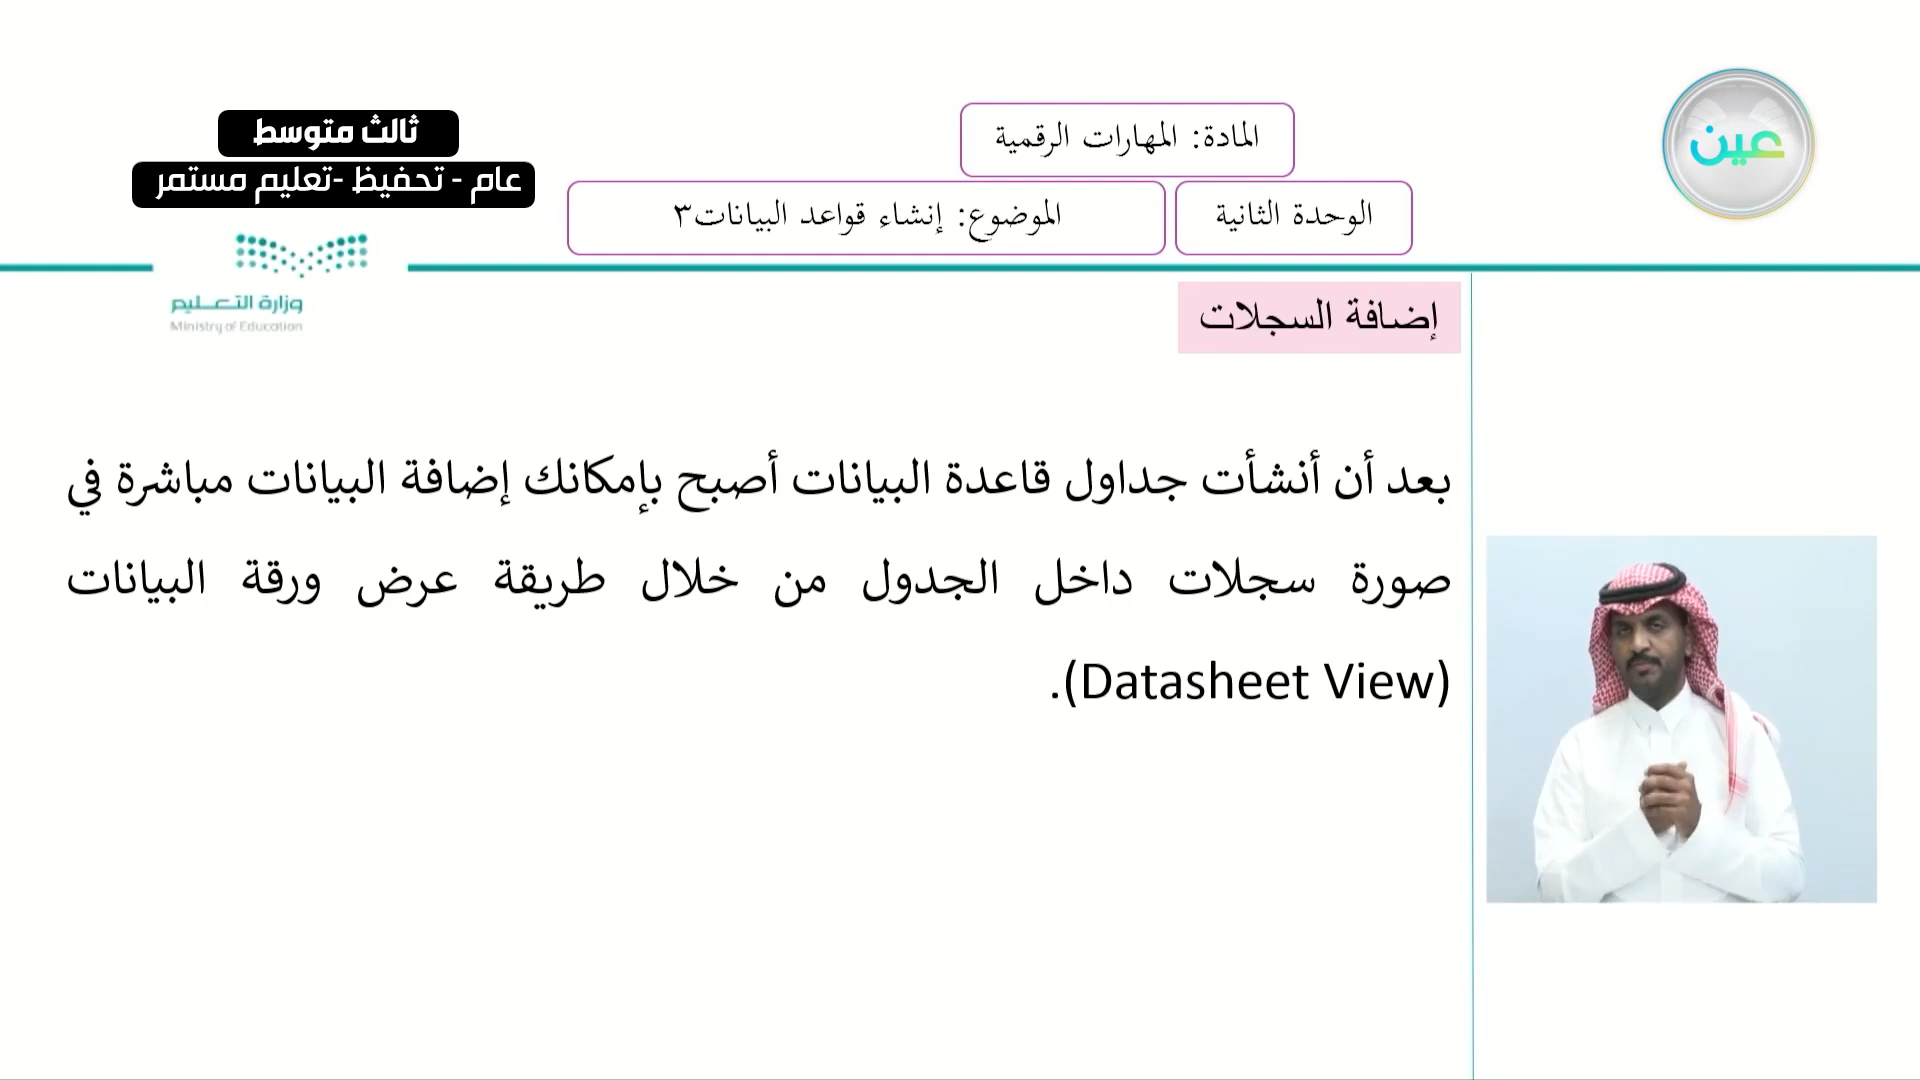 عين
المادة: المهارات الرقمية
ثالث متوسط
عام - تحفيظ -تعليم مستمر
الوحدة الثانية
الموضوع: إنشاء قواعد البيانات٣
وزارة التعليم
Ministry of Education
إضافة السجلات
بعد أن أنشأت جداول قاعدة البيانات أصبح بإمكانك إضافة البيانات مباشرة في
صورة سجلات داخل الجدول من خلال طريقة عرض ورقة البيانات
(Datasheet View).